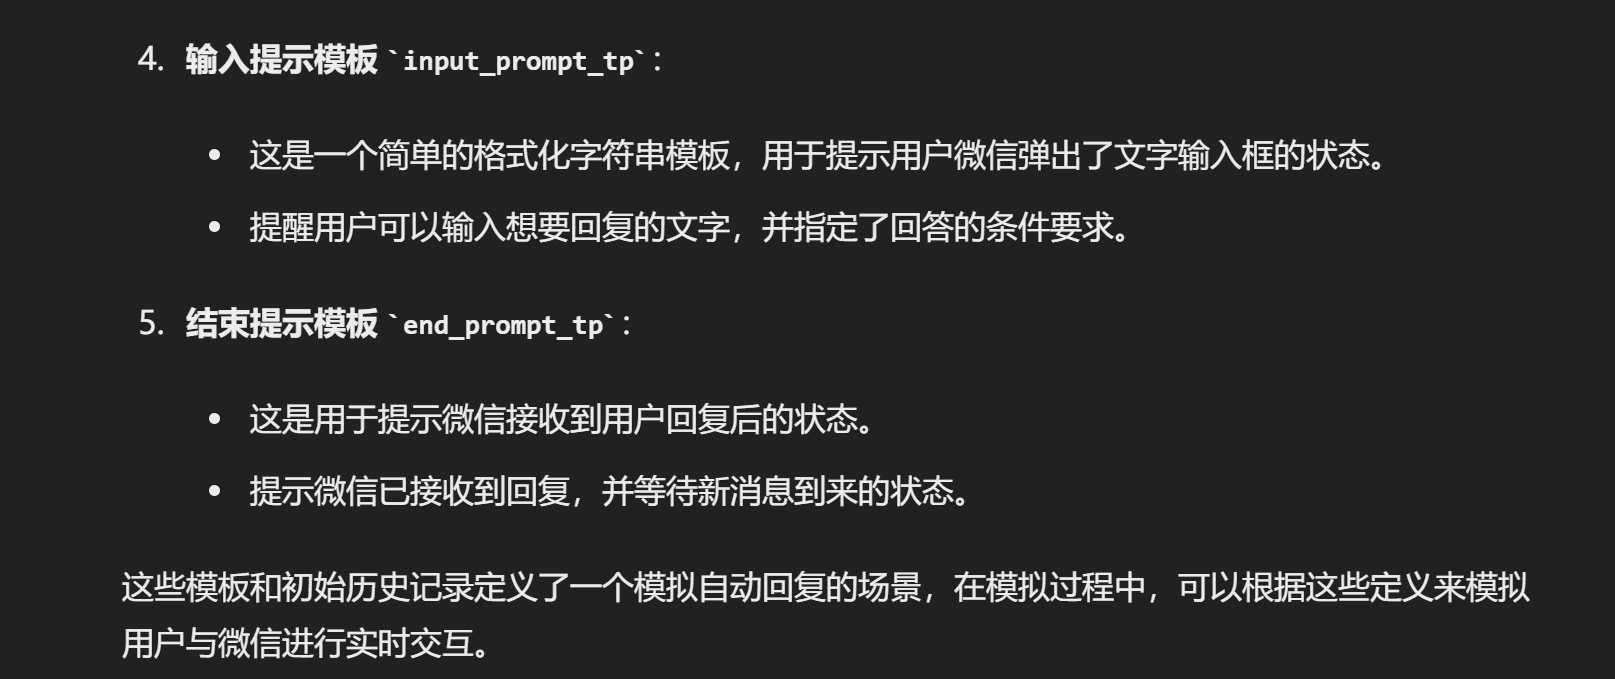 4. 输入提示模板 `input_prompt_tp`：
• 这是一个简单的格式化字符串模板，用于提示用户微信弹出了文字输入框的状态。
• 提醒用户可以输入想要回复的文字，并指定了回答的条件要求。
5. 结束提示模板 `end_prompt_tp`：
• 这是用于提示微信接收到用户回复后的状态。
• 提示微信已接收到回复，并等待新消息到来的状态。
这些模板和初始历史记录定义了一个模拟自动回复的场景，在模拟过程中，可以根据这些定义来模拟
用户与微信进行实时交互。